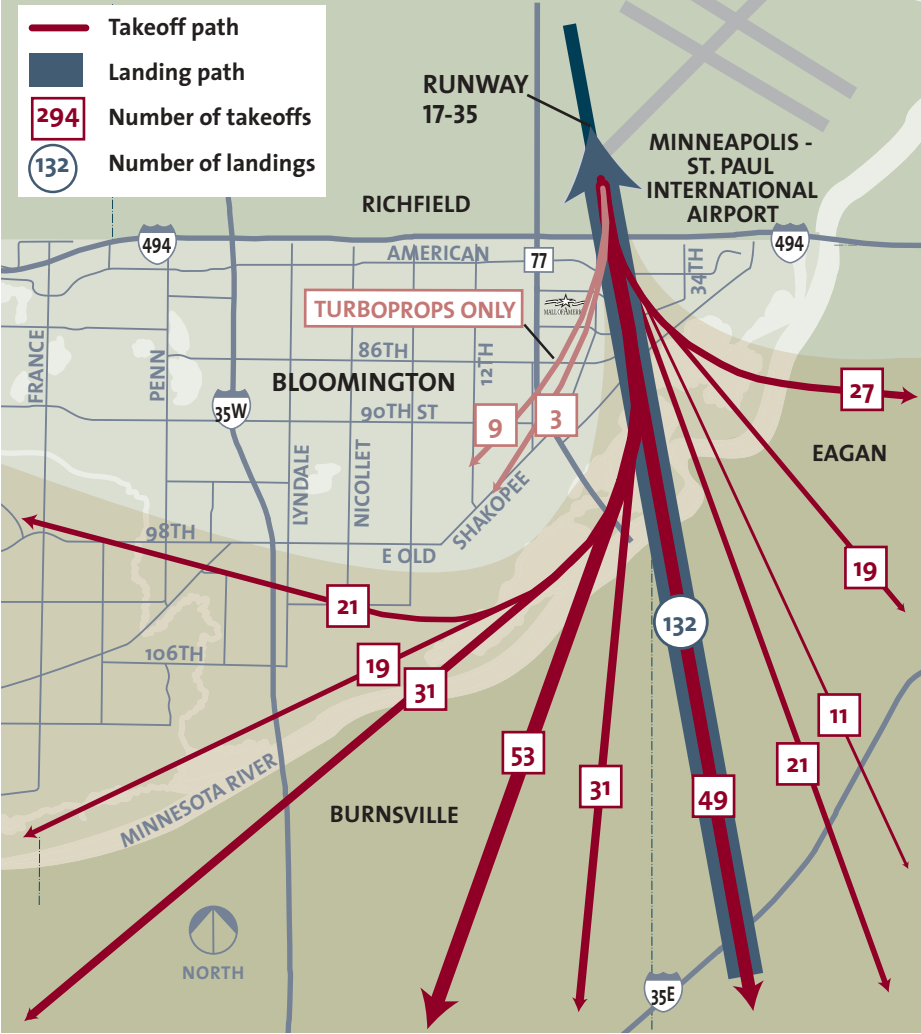 Takeoff path
Landing path
294 Number of takeoffs
132 Number of landings
RUNWAY
17-35
MINNEAPOLIS -
ST. PAUL
INTERNATIONAL
AIRPORT
RICHFIELD
494
AMERICAN
77
34TH
494
TURBOPROPS ONLY
MALL OF AMERICA
FRANCE
PENN
86TH
12TH
BLOOMINGTON
35W
90TH ST
9
3
27
EAGAN
LYNDALE
NICOLLET
SHAKOPEE
98TH
E OLD
19
21
132
106TH
19
31
11
53
31
49
21
MINNESOTA RIVER
BURNSVILLE
NORTH
35E